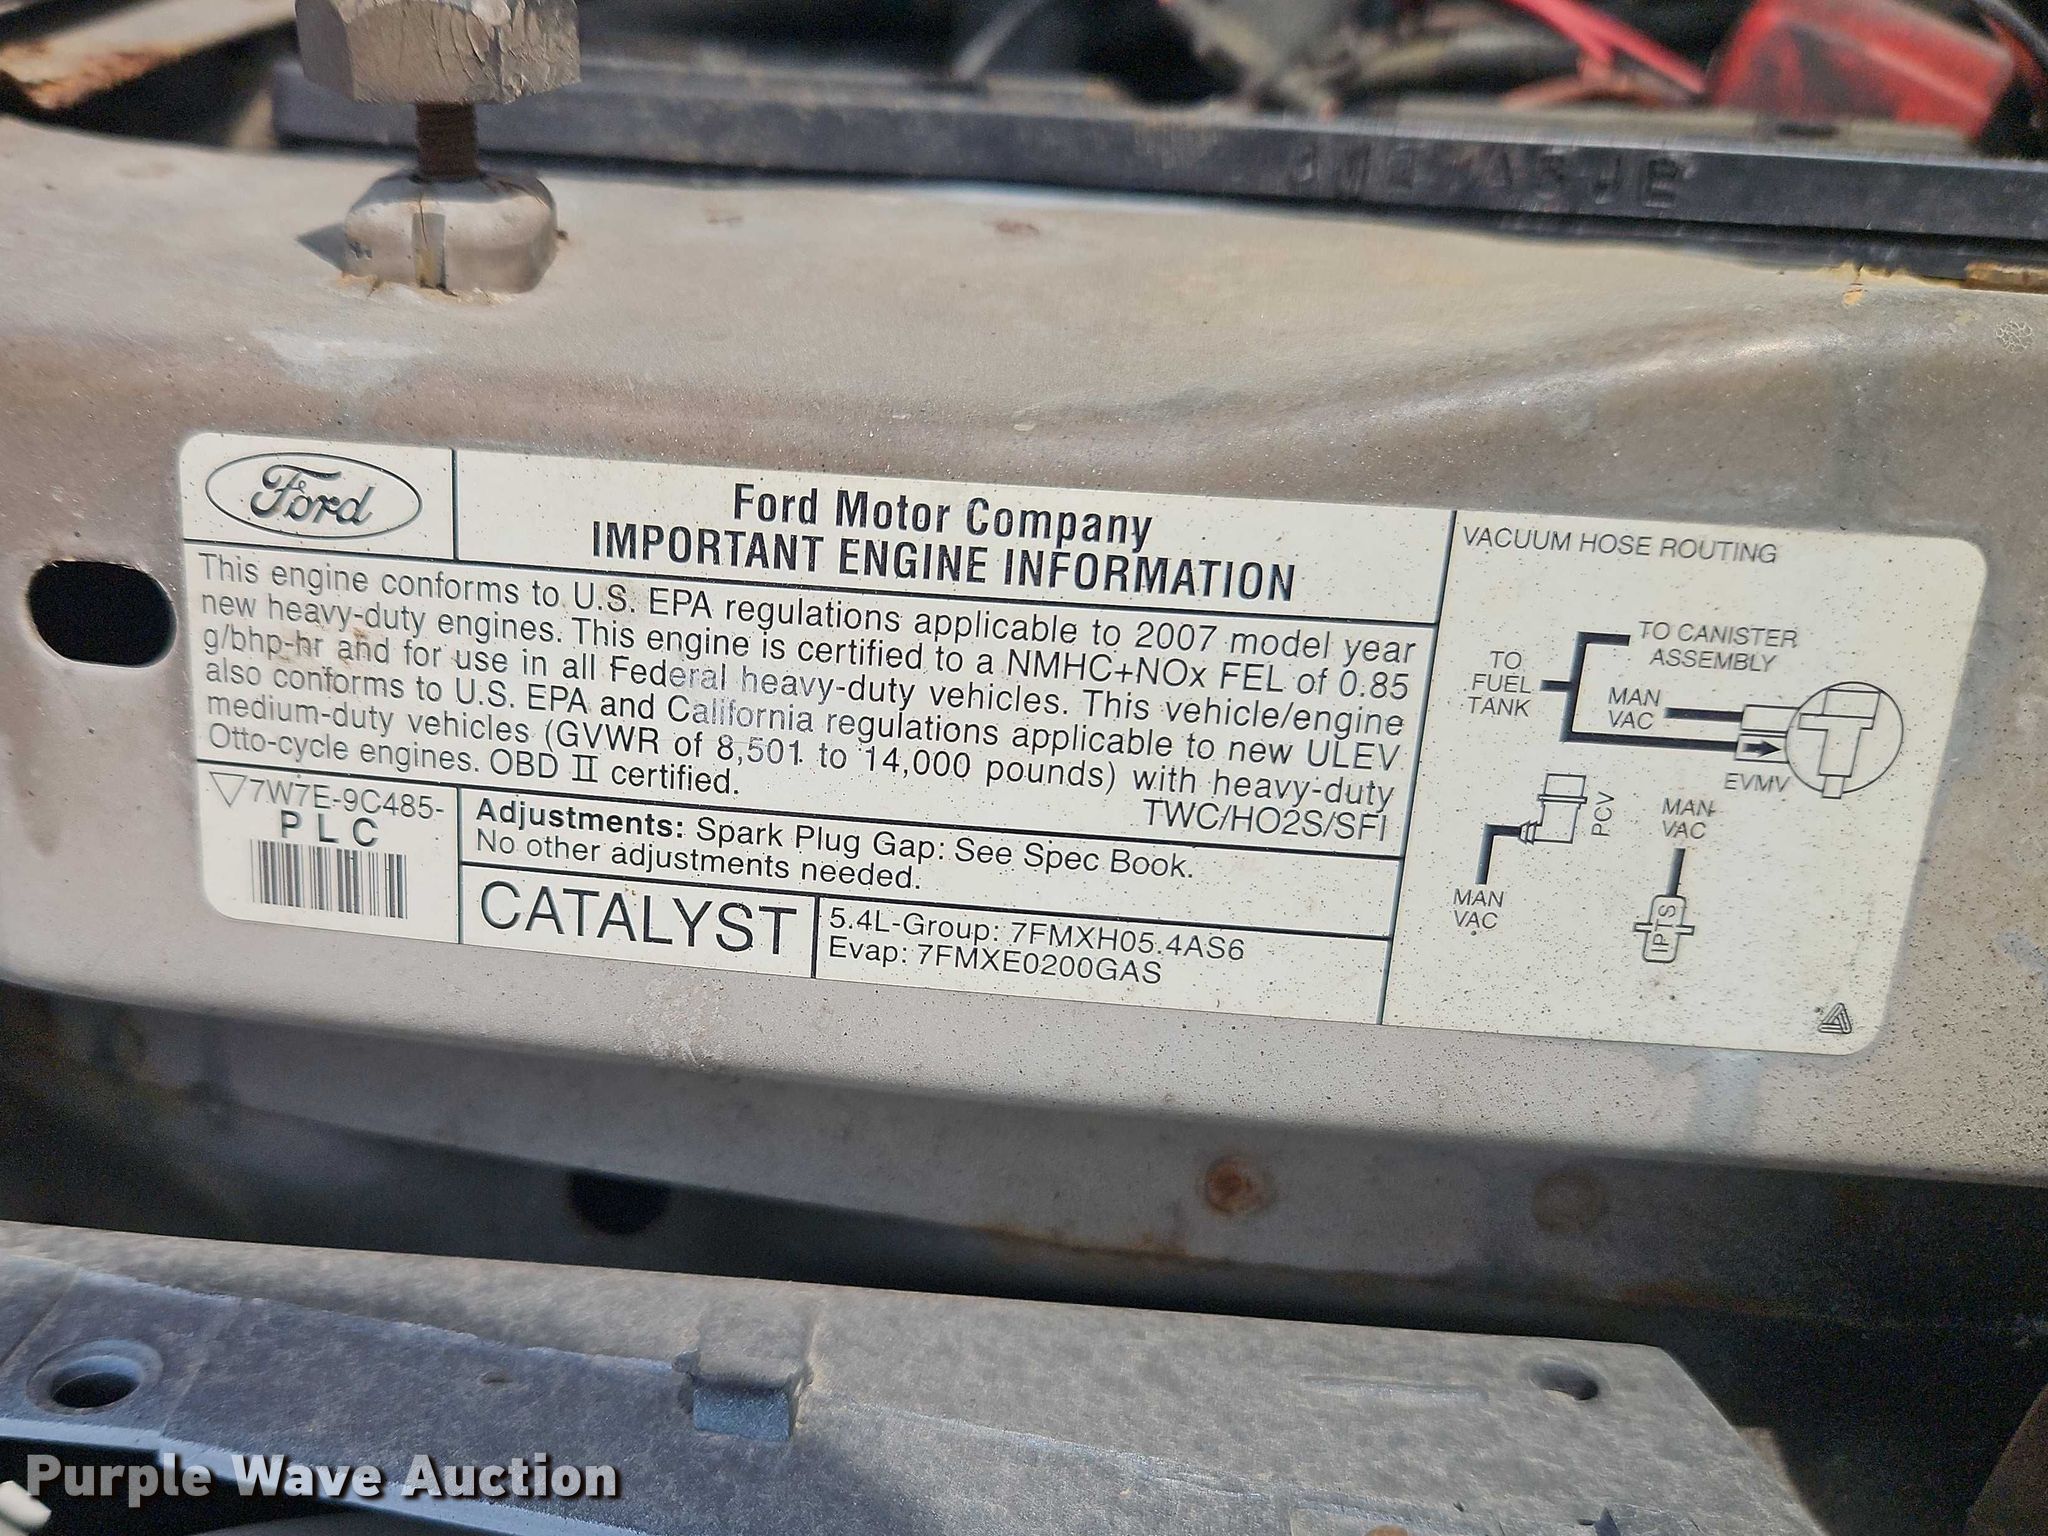 Ford
Ford Motor Company
IMPORTANT ENGINE INFORMATION
This engine conforms to U.S. EPA regulations applicable to 2007 model year
new heavy-duty engines. This engine is certified to a NMHC+NOx FEL of 0.85
g/bhp-hr and for use in all Federal heavy-duty vehicles. This vehicle/engine
also conforms to U.S. EPA and California regulations applicable to new ULEV
medium-duty vehicles (GVWR of 8,501 to 14,000 pounds) with heavy-duty
Otto-cycle engines. OBD II certified.
TWC/HO2S/SFI
7W7E-9C485-
PLC
Adjustments: Spark Plug Gap: See Spec Book.
No other adjustments needed.
CATALYST
5.4L-Group: 7FMXH05.4AS6
Evap: 7FMXE0200GAS
VACUUM HOSE ROUTING
TO CANISTER
ASSEMBLY
TO
FUEL
TANK
MAN
VAC
EVMV
PCV
MAN
VAC
MAN
VAC
IPTS
Purple Wave Auction